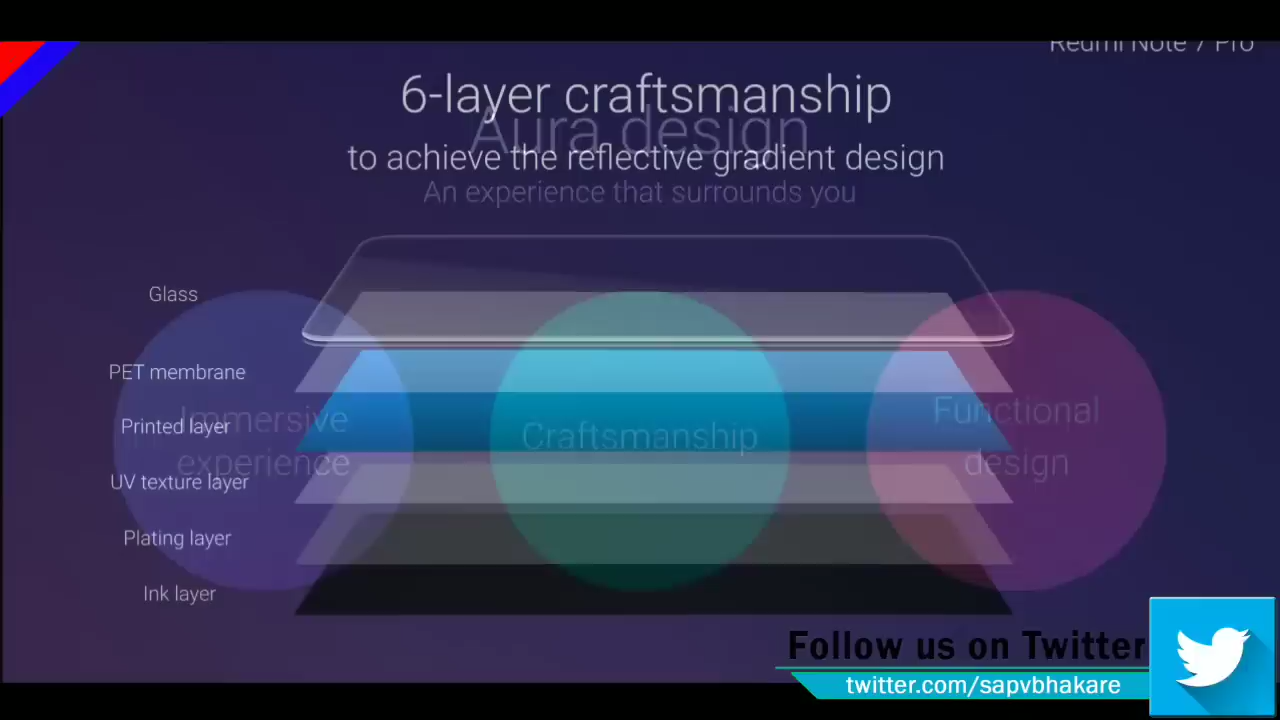 Redmi Note 7 Pro
6-layer craftsmanship
Aura design
to achieve the reflective gradient design
An experience that surrounds you
Glass
PET membrane
Printed layer
UV texture layer
Plating layer
Ink layer
Immersive
experience
Craftsmanship
Functional
design
Follow us on Twitter
twitter.com/sapvbhakare